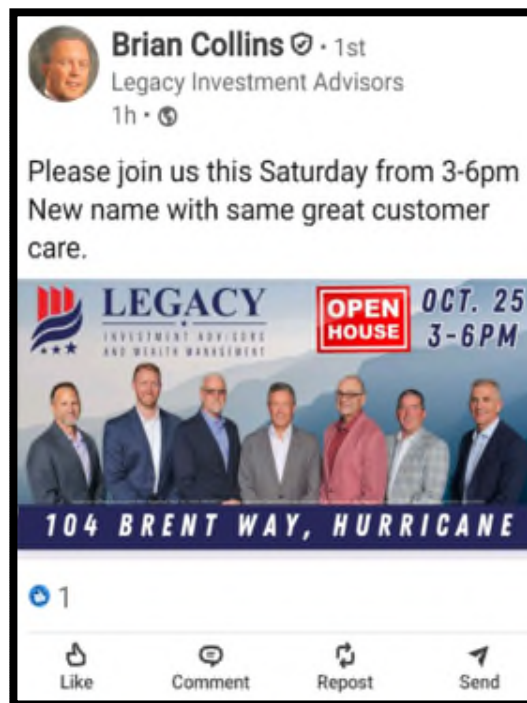 Brian Collins · 1st
Legacy Investment Advisors
1h ·
Please join us this Saturday from 3-6pm
New name with same great customer
care.
LEGACY
INVESTMENT ADVISORS
AND WEALTH MANAGEMENT
OPEN
HOUSE
OCT. 25
3-6PM
104 BRENT WAY, HURRICANE
1
Like
Comment
Repost
Send